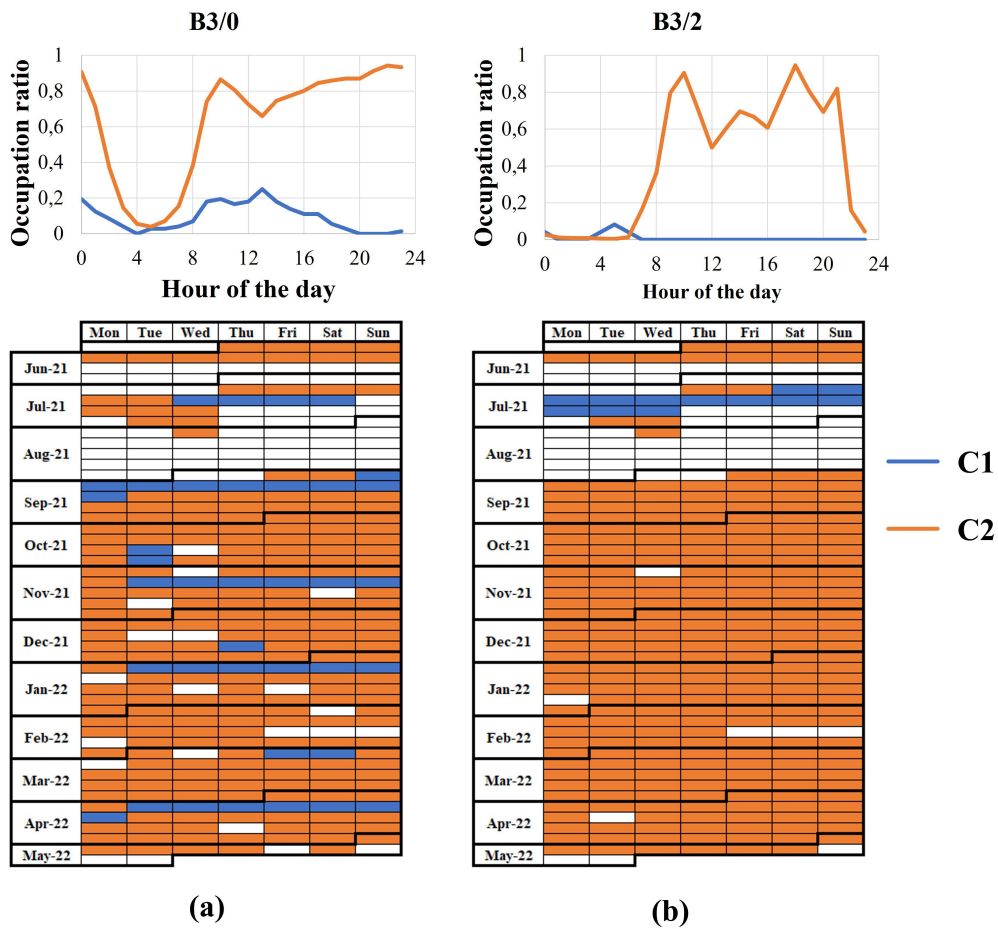 B3/0
Occupation ratio
1
0,8
0,6
0,4
0,2
0
0 4 8 12 16 20 24
Hour of the day
Mon Tue Wed Thu Fri Sat Sun
Jun-21
Jul-21
Aug-21
Sep-21
Oct-21
Nov-21
Dec-21
Jan-22
Feb-22
Mar-22
Apr-22
May-22
(a)
B3/2
Occupation ratio
1
0,8
0,6
0,4
0,2
0
0 4 8 12 16 20 24
Hour of the day
Mon Tue Wed Thu Fri Sat Sun
Jun-21
Jul-21
Aug-21
Sep-21
Oct-21
Nov-21
Dec-21
Jan-22
Feb-22
Mar-22
Apr-22
May-22
(b)
C1
C2